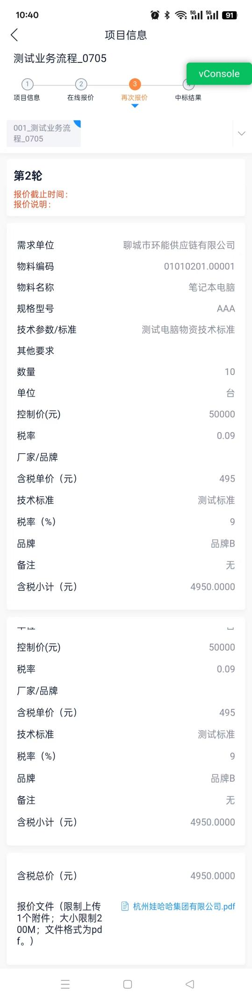 10:40
5G
5G
91
项目信息
测试业务流程_0705
vConsole
1
2
3
项目信息
在线报价
再次报价
中标结果
001_测试业务流
程_0705
第2轮
报价截止时间：
报价说明：
需求单位 聊城市环能供应链有限公司
物料编码 01010201.00001
物料名称 笔记本电脑
规格型号 AAA
技术参数/标准 测试电脑物资技术标准
其他要求
数量 10
单位 台
控制价(元) 50000
税率 0.09
厂家/品牌
含税单价（元） 495
技术标准 测试标准
税率（%） 9
品牌 品牌B
备注 无
含税小计（元） 4950.0000
控制价(元) 50000
税率 0.09
厂家/品牌
含税单价（元） 495
技术标准 测试标准
税率（%） 9
品牌 品牌B
备注 无
含税小计（元） 4950.0000
含税总价（元） 4950.0000
报价文件（限制上传 杭州娃哈哈集团有限公司.pdf
1个附件；大小限制2
00M；文件格式为pd
f。）